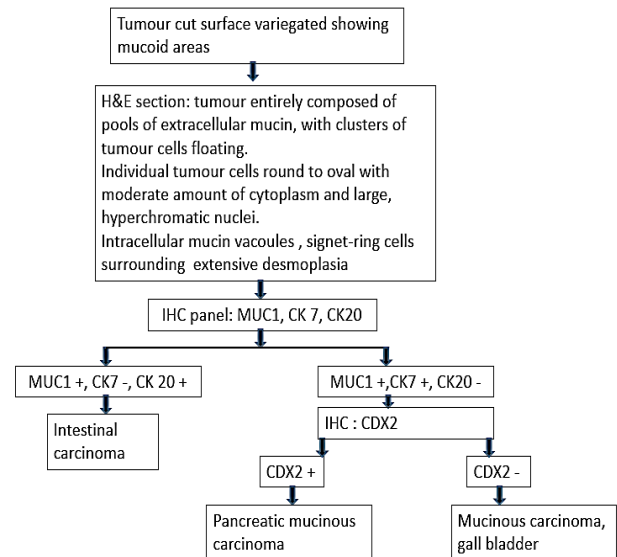 Tumour cut surface variegated showing
mucoid areas
H&E section: tumour entirely composed of
pools of extracellular mucin, with clusters of
tumour cells floating.
Individual tumour cells round to oval with
moderate amount of cytoplasm and large,
hyperchromatic nuclei.
Intracellular mucin vacoules , signet-ring cells
surrounding extensive desmoplasia
IHC panel: MUC1, CK 7, CK20
MUC1 +, CK7 -, CK 20 +
MUC1 +,CK7 +, CK20 -
Intestinal
carcinoma
IHC : CDX2
CDX2 +
CDX2 -
Pancreatic mucinous
carcinoma
Mucinous carcinoma,
gall bladder